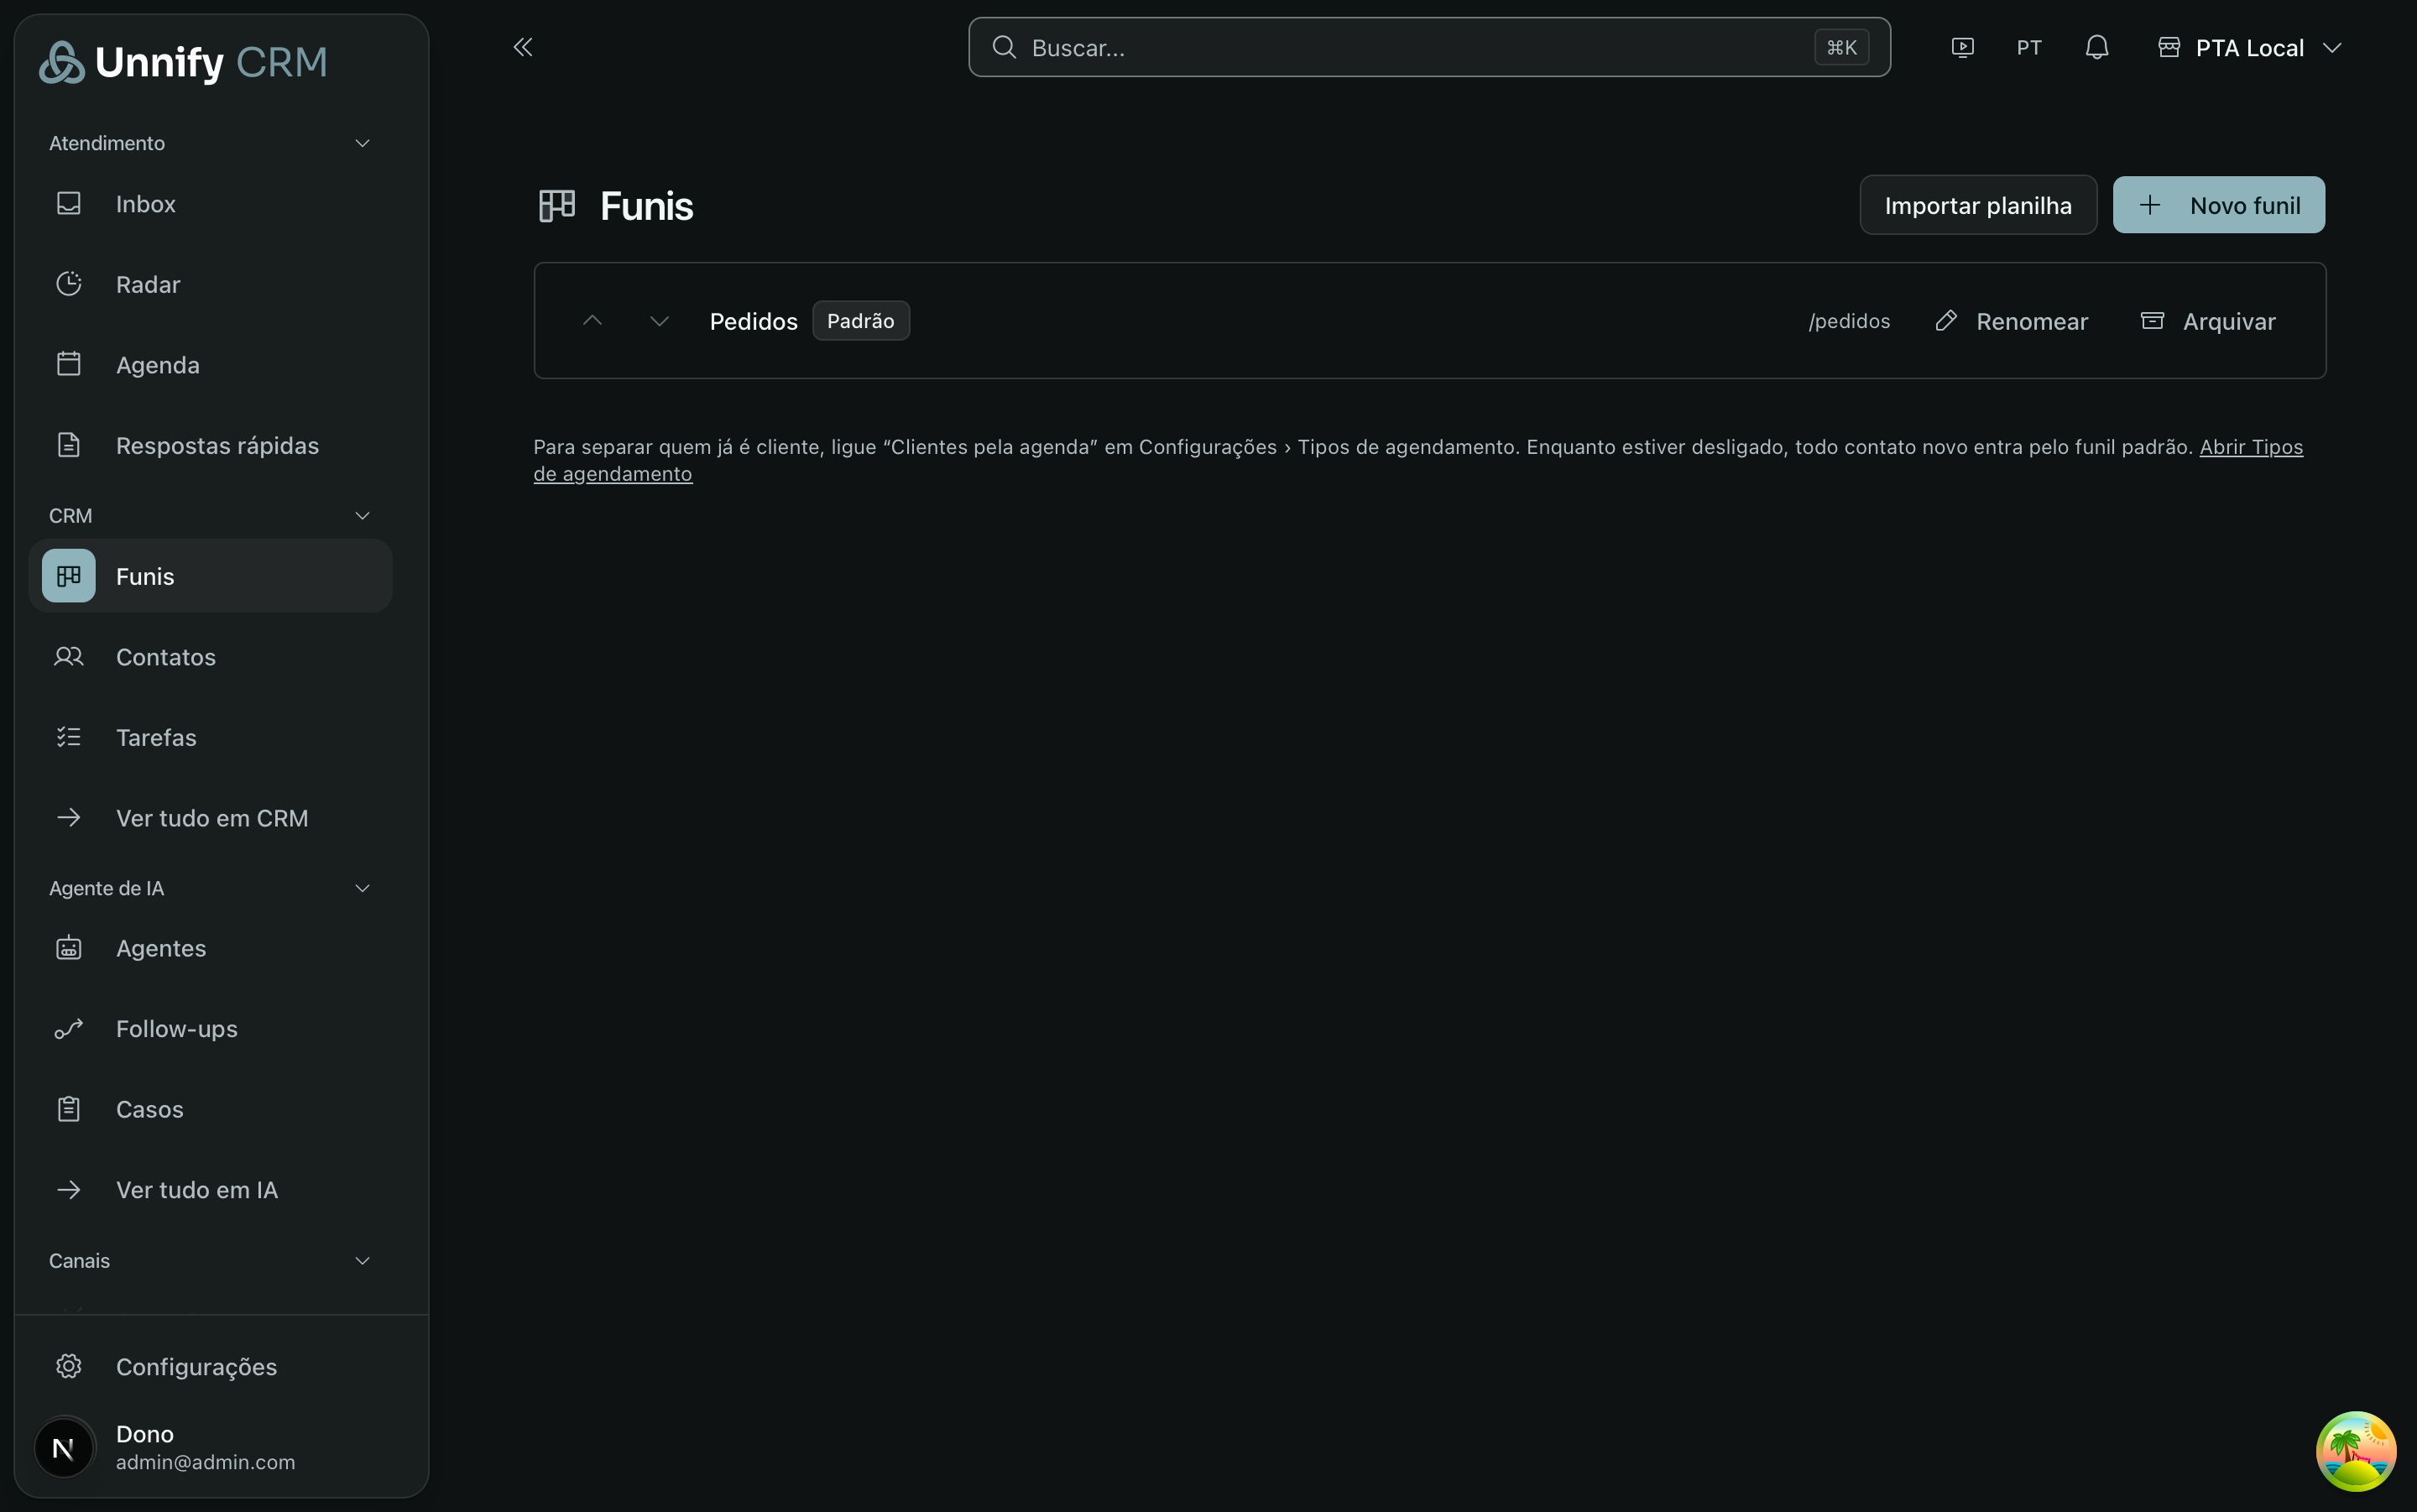 Unnify CRM
Buscar...
⌘K
PT
PTA Local
Atendimento
Inbox
Radar
Agenda
Respostas rápidas
CRM
Funis
Contatos
Tarefas
Ver tudo em CRM
Agente de IA
Agentes
Follow-ups
Casos
Ver tudo em IA
Canais
Configurações
N
Dono
admin@admin.com
Funis
Importar planilha
Novo funil
Pedidos
Padrão
/pedidos
Renomear
Arquivar
Para separar quem já é cliente, ligue “Clientes pela agenda” em Configurações › Tipos de agendamento. Enquanto estiver desligado, todo contato novo entra pelo funil padrão. Abrir Tipos
de agendamento